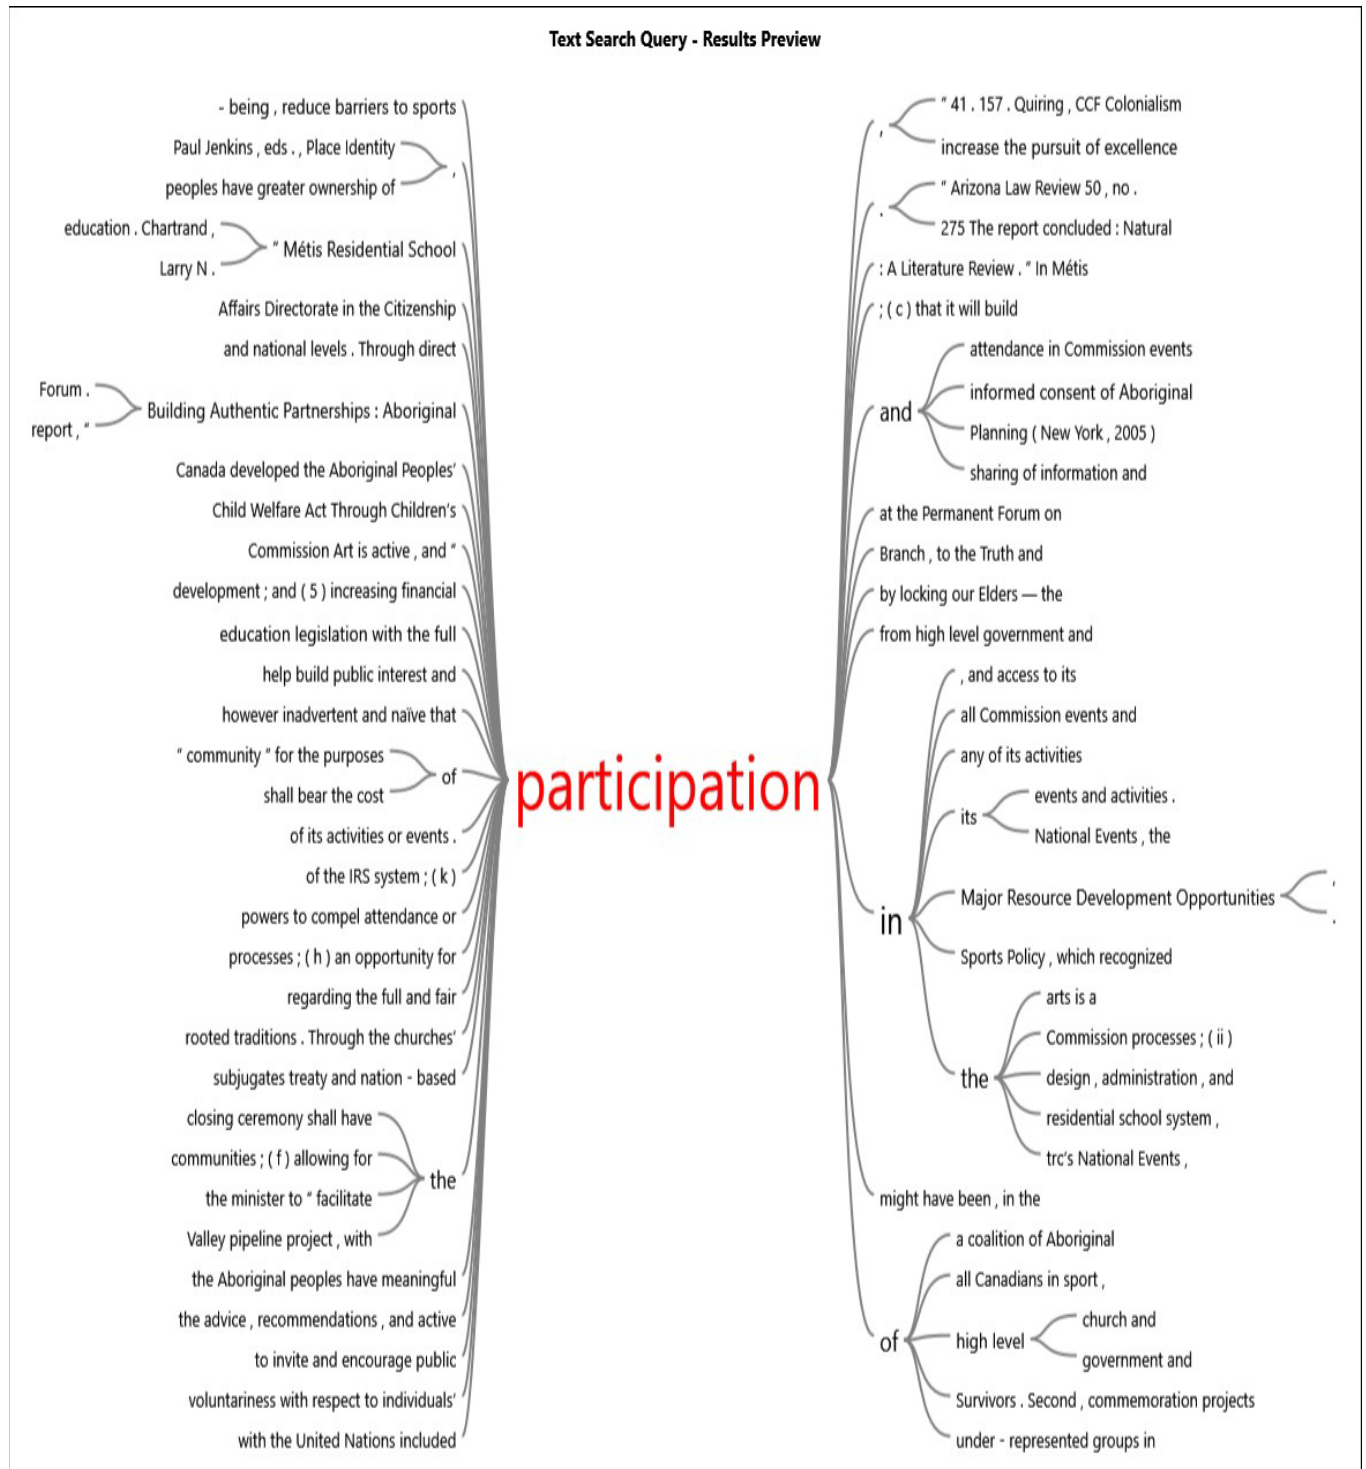 Text Search Query - Results Preview
- being , reduce barriers to sports
Paul Jenkins , eds . , Place Identity
peoples have greater ownership of
,
education . Chartrand ,
Larry N .
" Métis Residential School
Affairs Directorate in the Citizenship
and national levels . Through direct
Forum .
report , "
Building Authentic Partnerships : Aboriginal
Canada developed the Aboriginal Peoples'
Child Welfare Act Through Children's
Commission Art is active , and "
development ; and ( 5 ) increasing financial
education legislation with the full
help build public interest and
however inadvertent and naïve that
" community " for the purposes
shall bear the cost
of
of its activities or events .
of the IRS system ; ( k )
powers to compel attendance or
processes ; ( h ) an opportunity for
regarding the full and fair
rooted traditions . Through the churches'
subjugates treaty and nation - based
closing ceremony shall have
communities ; ( f ) allowing for
the minister to " facilitate
Valley pipeline project , with
the
the Aboriginal peoples have meaningful
the advice , recommendations , and active
to invite and encourage public
voluntariness with respect to individuals'
with the United Nations included
participation
,
" 41 . 157 . Quiring , CCF Colonialism
increase the pursuit of excellence
.
" Arizona Law Review 50 , no .
275 The report concluded : Natural
: A Literature Review . " In Métis
; ( c ) that it will build
and
attendance in Commission events
informed consent of Aboriginal
Planning ( New York , 2005 )
sharing of information and
at the Permanent Forum on
Branch , to the Truth and
by locking our Elders — the
from high level government and
in
, and access to its
all Commission events and
any of its activities
its
events and activities .
National Events , the
Major Resource Development Opportunities
,
.
Sports Policy , which recognized
the
arts is a
Commission processes ; ( ii )
design , administration , and
residential school system ,
trc's National Events ,
might have been , in the
of
a coalition of Aboriginal
all Canadians in sport ,
high level
church and
government and
Survivors . Second , commemoration projects
under - represented groups in